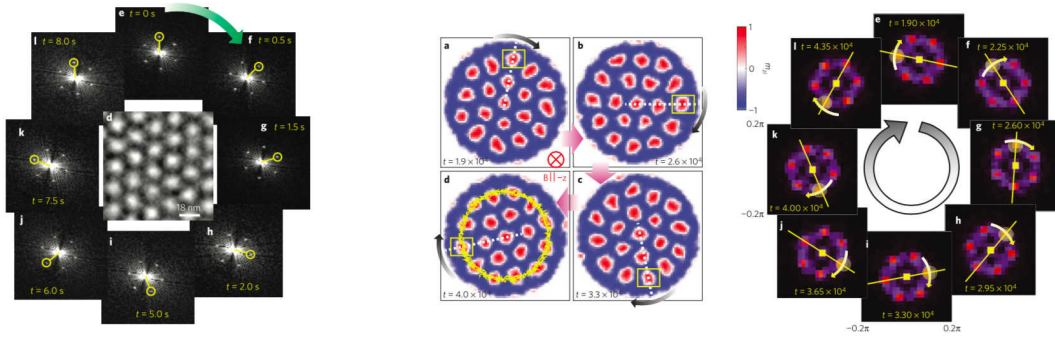 e
t = 0 s
f
t = 0.5 s
g
t = 1.5 s
h
t = 2.0 s
i
t = 5.0 s
j
t = 6.0 s
k
t = 7.5 s
l
t = 8.0 s
d
18 nm
a
t = 1.9 × 10⁴
b
t = 2.6 × 10⁴
B||−z
d
t = 4.0 × 10⁴
c
t = 3.3 × 10⁴
1
0
−1
0.2π
−0.2π
e
t = 1.90 × 10⁴
f
t = 2.25 × 10⁴
g
t = 2.60 × 10⁴
h
t = 2.95 × 10⁴
i
t = 3.30 × 10⁴
j
t = 3.65 × 10⁴
k
t = 4.00 × 10⁴
l
t = 4.35 × 10⁴
−0.2π
0.2π